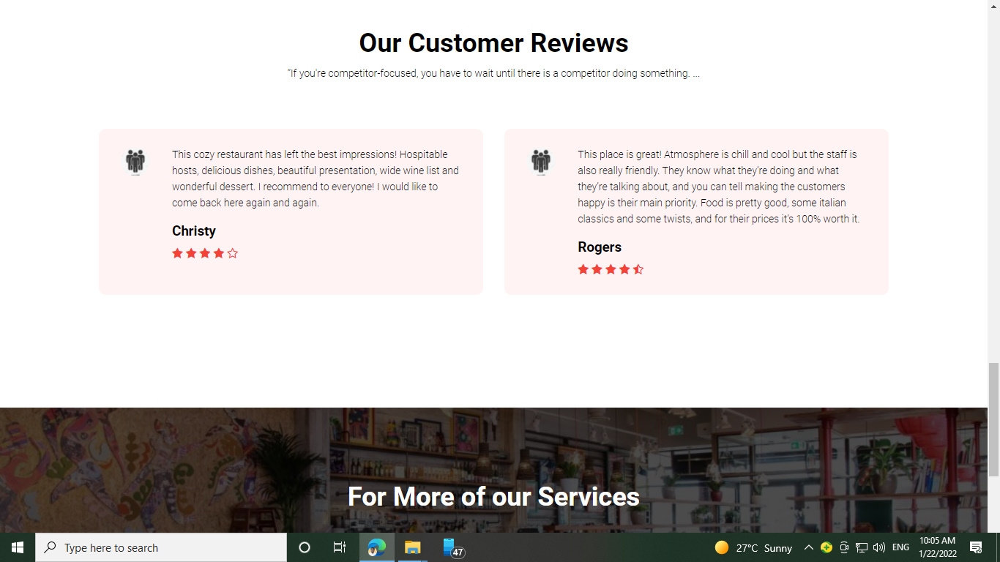 Our Customer Reviews
“If you're competitor-focused, you have to wait until there is a competitor doing something. ...
This cozy restaurant has left the best impressions! Hospitable
hosts, delicious dishes, beautiful presentation, wide wine list and
wonderful dessert. I recommend to everyone! I would like to
come back here again and again.
Christy
This place is great! Atmosphere is chill and cool but the staff is
also really friendly. They know what they’re doing and what
they’re talking about, and you can tell making the customers
happy is their main priority. Food is pretty good, some italian
classics and some twists, and for their prices it’s 100% worth it.
Rogers
For More of our Services
Type here to search
47
27°C Sunny
ENG
10:05 AM
1/22/2022